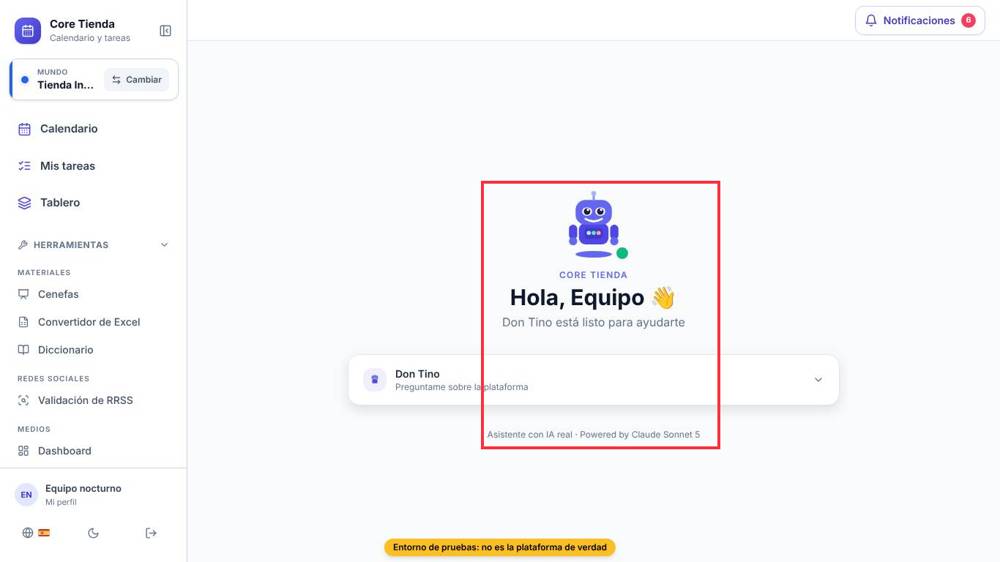 Core Tienda
Calendario y tareas
MUNDO
Tienda In...
Cambiar
Calendario
Mis tareas
Tablero
HERRAMIENTAS
MATERIALES
Cenefas
Convertidor de Excel
Diccionario
REDES SOCIALES
Validación de RRSS
MEDIOS
Dashboard
EN
Equipo nocturno
Mi perfil
Notificaciones 6
CORE TIENDA
Hola, Equipo 👋
Don Tino está listo para ayudarte
Don Tino
Preguntame sobre la plataforma
Asistente con IA real · Powered by Claude Sonnet 5
Entorno de pruebas: no es la plataforma de verdad